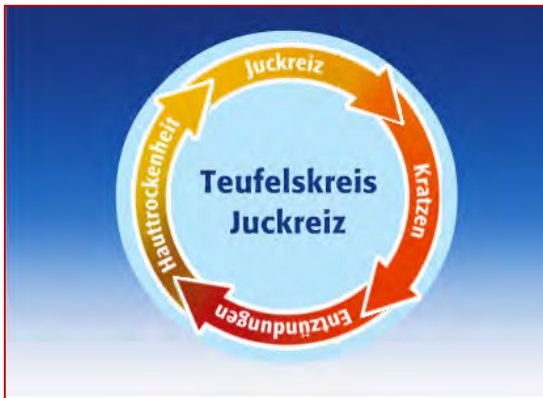 Juckreiz
Kratzen
Entzündungen
Hauttrockenheit
Teufelskreis
Juckreiz